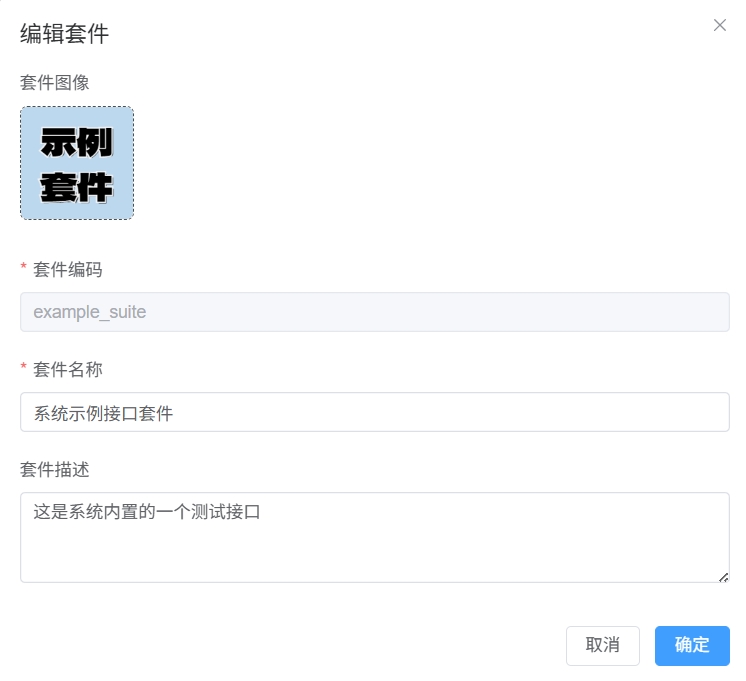 编辑套件
套件图像
示例
套件
* 套件编码
example_suite
* 套件名称
系统示例接口套件
套件描述
这是系统内置的一个测试接口
取消
确定